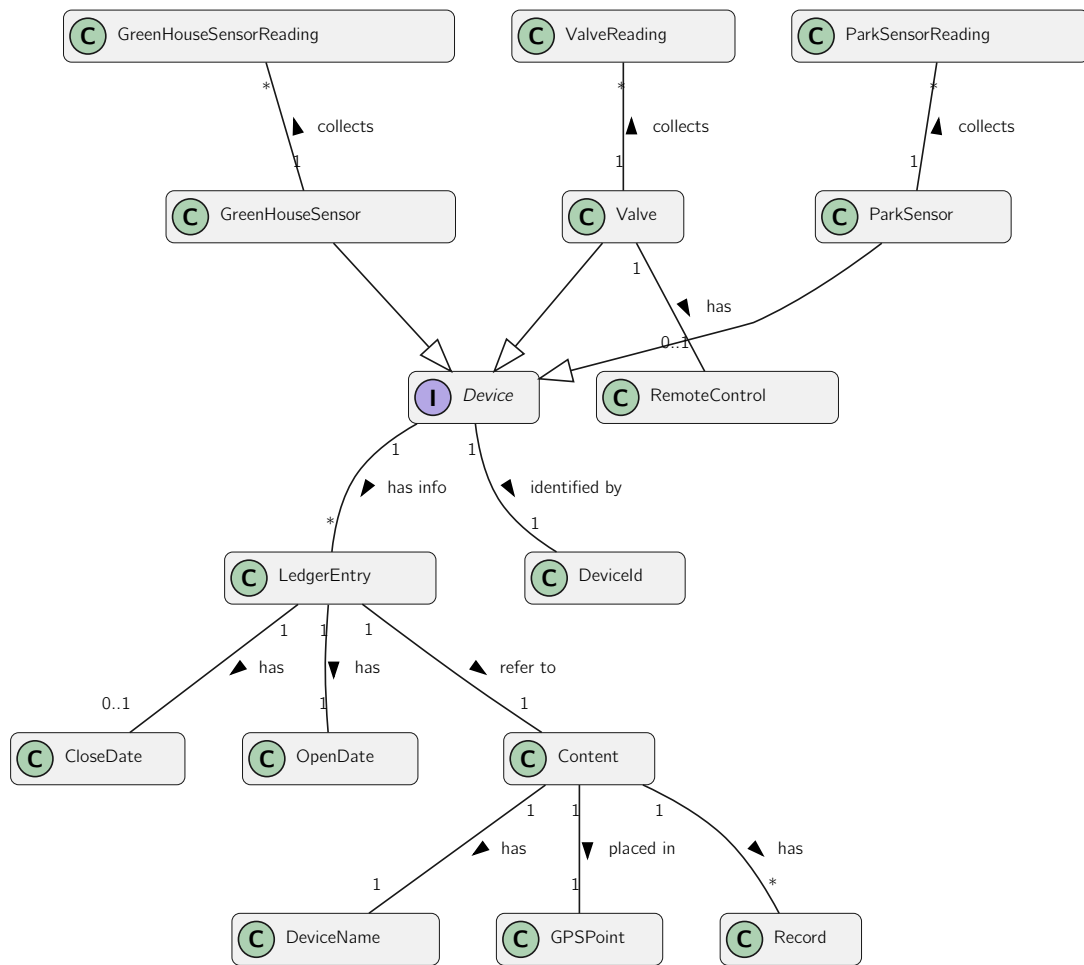 C GreenHouseSensorReading
C ValveReading
C ParkSensorReading
* * *
collects collects collects
1 1 1
C GreenHouseSensor
C Valve
C ParkSensor
1
has
0..1
I Device
C RemoteControl
1 1
has info identified by
* 1
C LedgerEntry
C DeviceId
1 1 1
has has refer to
0..1 1 1
C CloseDate
C OpenDate
C Content
1 1 1
has placed in has
1 1 *
C DeviceName
C GPSPoint
C Record